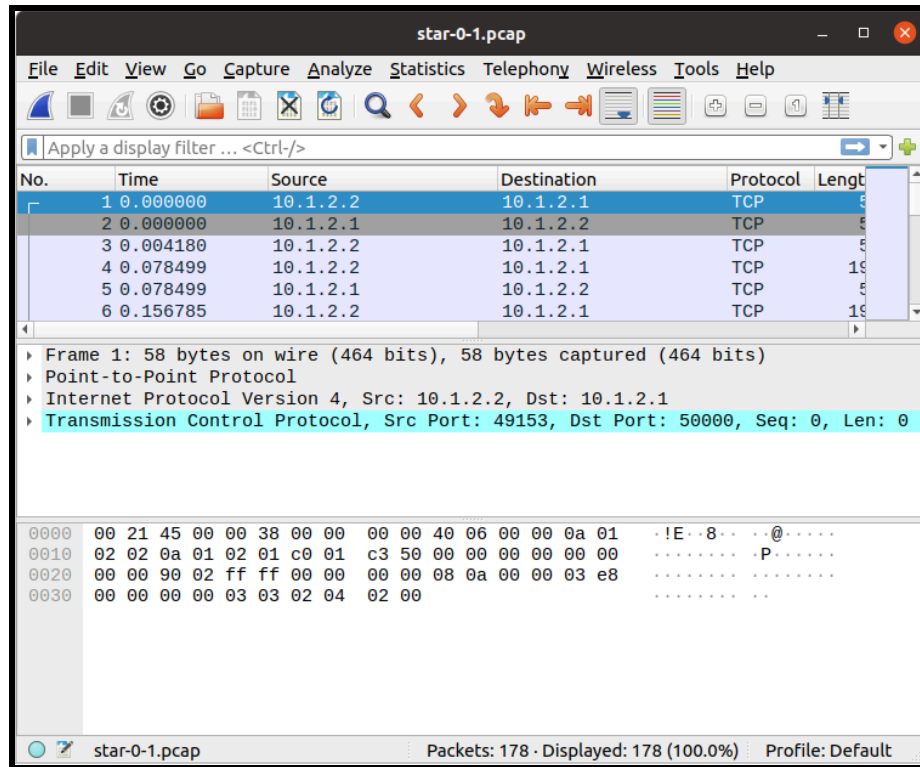 star-0-1.pcap
File Edit View Go Capture Analyze Statistics Telephony Wireless Tools Help
Apply a display filter … <Ctrl-/>
No. Time Source Destination Protocol Lengt
1 0.000000 10.1.2.2 10.1.2.1 TCP 5
2 0.000000 10.1.2.1 10.1.2.2 TCP 5
3 0.004180 10.1.2.2 10.1.2.1 TCP 5
4 0.078499 10.1.2.2 10.1.2.1 TCP 19
5 0.078499 10.1.2.1 10.1.2.2 TCP 5
6 0.156785 10.1.2.2 10.1.2.1 TCP 19
Frame 1: 58 bytes on wire (464 bits), 58 bytes captured (464 bits)
Point-to-Point Protocol
Internet Protocol Version 4, Src: 10.1.2.2, Dst: 10.1.2.1
Transmission Control Protocol, Src Port: 49153, Dst Port: 50000, Seq: 0, Len: 0
0000 00 21 45 00 00 38 00 00 00 00 40 06 00 00 0a 01 ·!E··8·· ··@·····
0010 02 02 0a 01 02 01 c0 01 c3 50 00 00 00 00 00 00 ········ ·P······
0020 00 00 90 02 ff ff 00 00 00 00 08 0a 00 00 03 e8 ········ ········
0030 00 00 00 00 03 03 02 04 02 00 ········ ··
star-0-1.pcap Packets: 178 · Displayed: 178 (100.0%) Profile: Default